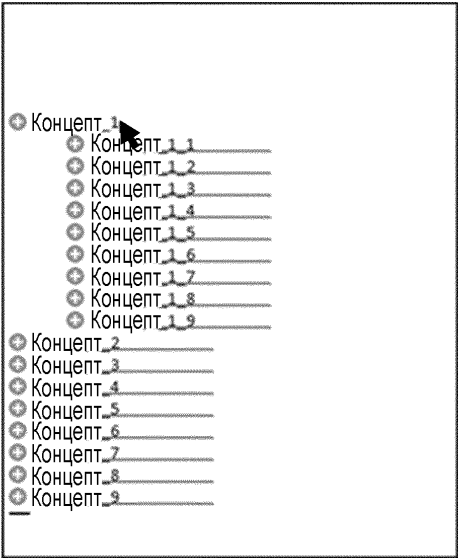 Концепт_1
Концепт_1_1
Концепт_1_2
Концепт_1_3
Концепт_1_4
Концепт_1_5
Концепт_1_6
Концепт_1_7
Концепт_1_8
Концепт_1_9
Концепт_2
Концепт_3
Концепт_4
Концепт_5
Концепт_6
Концепт_7
Концепт_8
Концепт_9